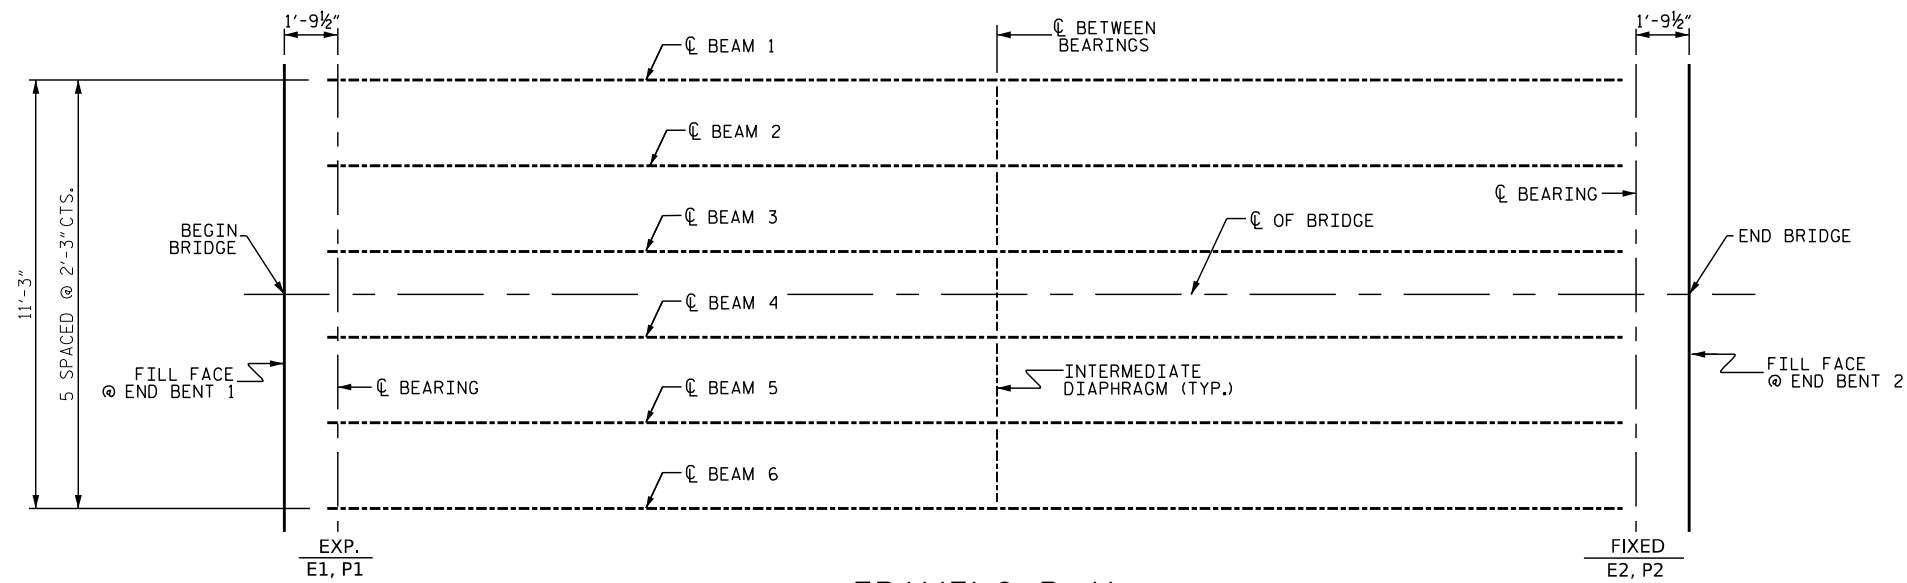 1'-9½"
1'-9½"
℄ BETWEEN
BEARINGS
℄ BEAM 1
℄ BEAM 2
℄ BEARING
℄ BEAM 3
℄ OF BRIDGE
BEGIN
BRIDGE
END BRIDGE
11'-3"
5 SPACED @ 2'-3" CTS.
℄ BEAM 4
FILL FACE
@ END BENT 1
℄ BEARING
℄ BEAM 5
INTERMEDIATE
DIAPHRAGM (TYP.)
FILL FACE
@ END BENT 2
℄ BEAM 6
EXP.
E1, P1
FIXED
E2, P2